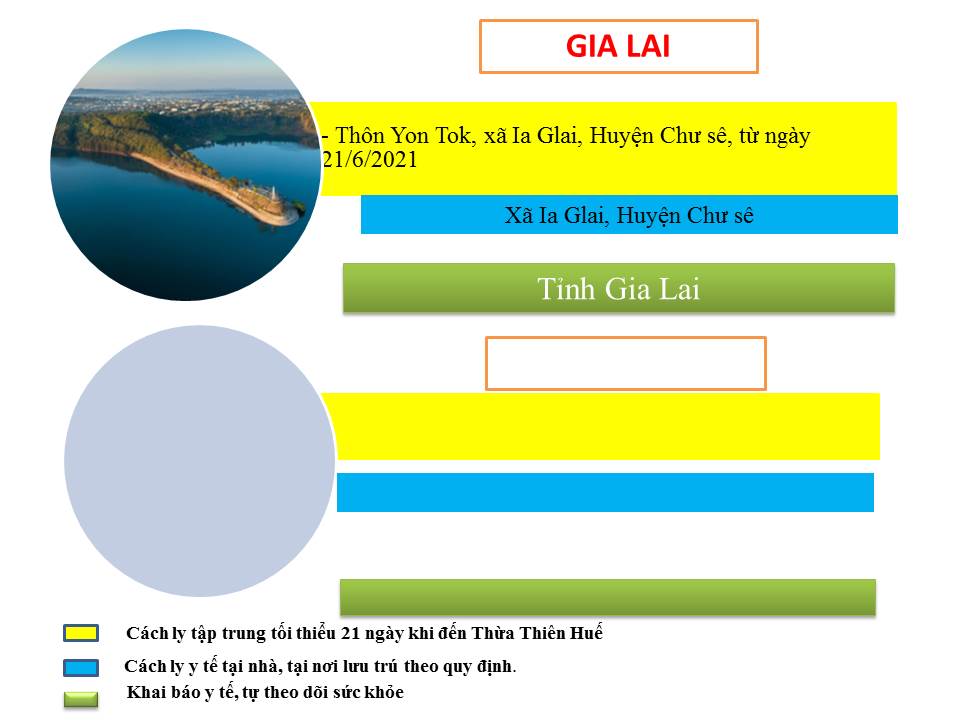 GIA LAI
- Thôn Yon Tok, xã Ia Glai, Huyện Chư sê, từ ngày
21/6/2021
Xã Ia Glai, Huyện Chư sê
Tỉnh Gia Lai
Cách ly tập trung tối thiểu 21 ngày khi đến Thừa Thiên Huế
Cách ly y tế tại nhà, tại nơi lưu trú theo quy định.
Khai báo y tế, tự theo dõi sức khỏe